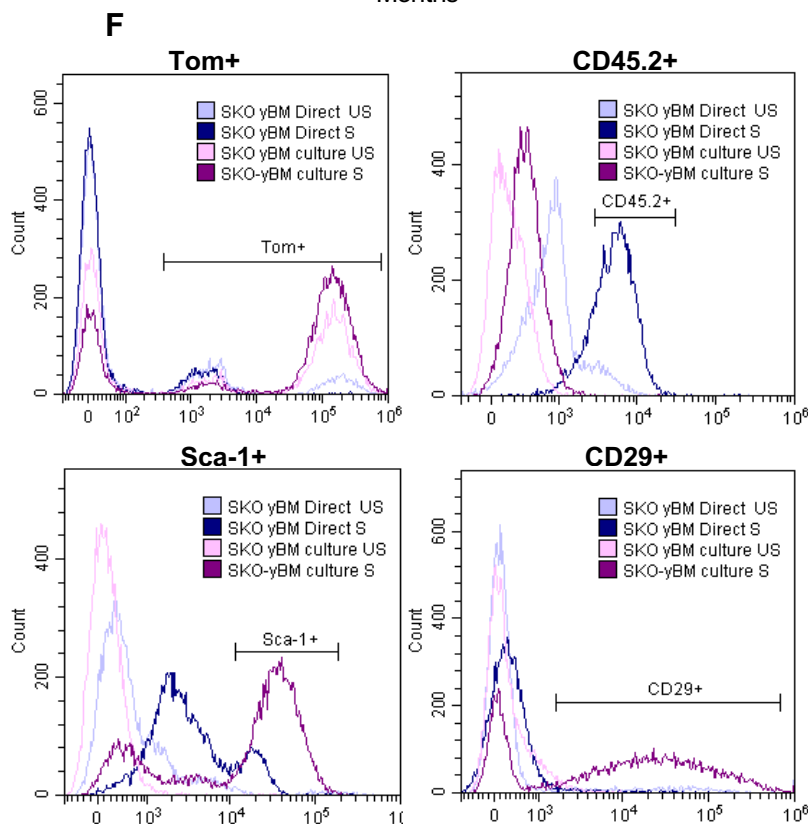 Months
F
Tom+
600
400
200
0
Count
SKO yBM Direct US
SKO yBM Direct S
SKO yBM culture US
SKO-yBM culture S
Tom+
0 10² 10³ 10⁴ 10⁵ 10⁶
CD45.2+
400
200
0
Count
SKO yBM Direct US
SKO yBM Direct S
SKO yBM culture US
SKO-yBM culture S
CD45.2+
0 10³ 10⁴ 10⁵ 10⁶
Sca-1+
400
200
0
Count
SKO yBM Direct US
SKO yBM Direct S
SKO yBM culture US
SKO-yBM culture S
Sca-1+
0 10³ 10⁴ 10⁵
CD29+
600
400
200
0
Count
SKO yBM Direct US
SKO yBM Direct S
SKO yBM culture US
SKO-yBM culture S
CD29+
0 10³ 10⁴ 10⁵ 10⁶